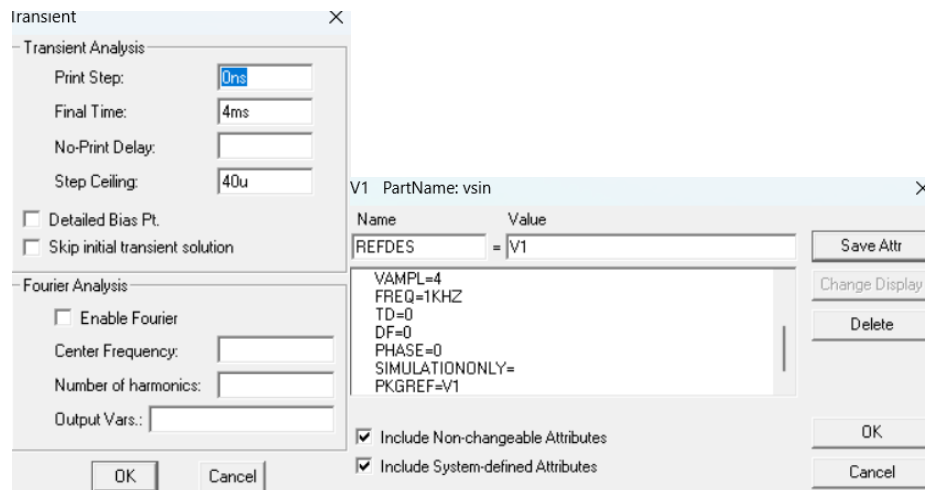 Transient
Transient Analysis
Print Step: 0ns
Final Time: 4ms
No-Print Delay:
Step Ceiling: 40u
Detailed Bias Pt.
Skip initial transient solution
Fourier Analysis
Enable Fourier
Center Frequency:
Number of harmonics:
Output Vars.:
OK Cancel
V1 PartName: vsin
Name Value
REFDES = V1
Save Attr
VAMPL=4
FREQ=1KHZ
TD=0
DF=0
PHASE=0
SIMULATIONONLY=
PKGREF=V1
Change Display
Delete
Include Non-changeable Attributes
Include System-defined Attributes
OK
Cancel